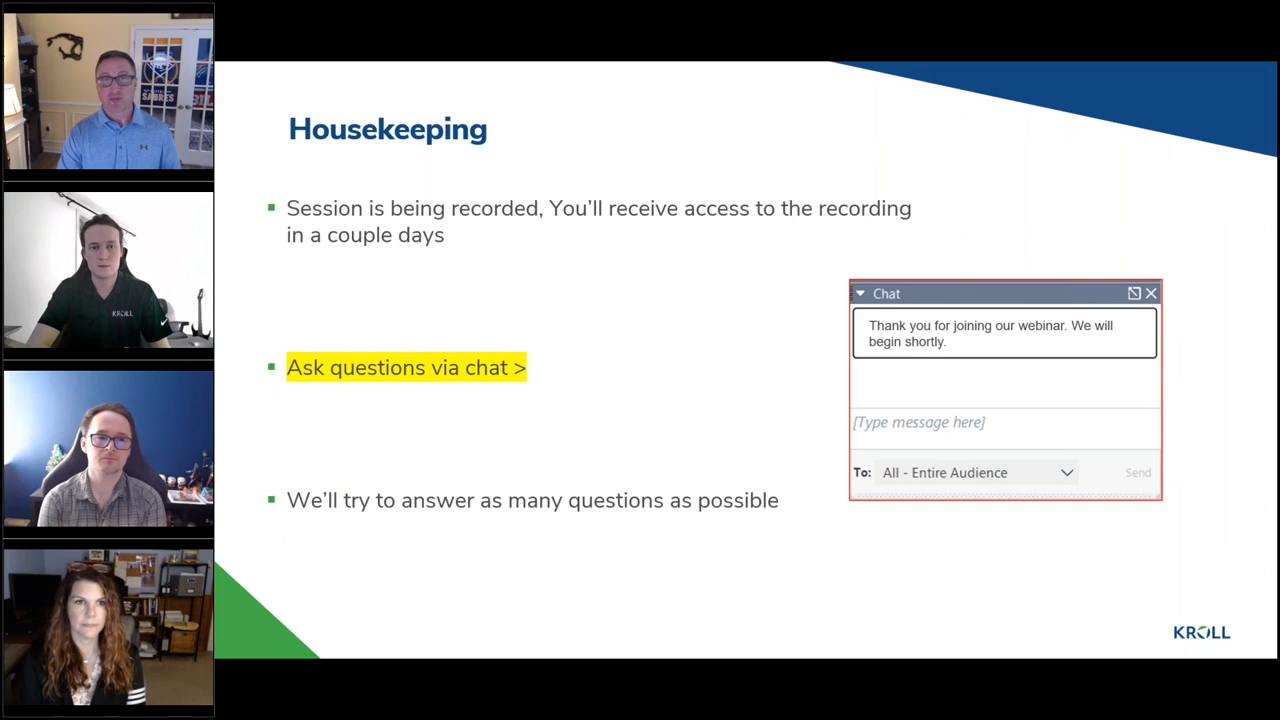 SABRES
KROLL
Housekeeping
Session is being recorded, You'll receive access to the recording
in a couple days
Ask questions via chat >
We'll try to answer as many questions as possible
Chat
Thank you for joining our webinar. We will
begin shortly.
[Type message here]
To: All - Entire Audience
Send
KROLL